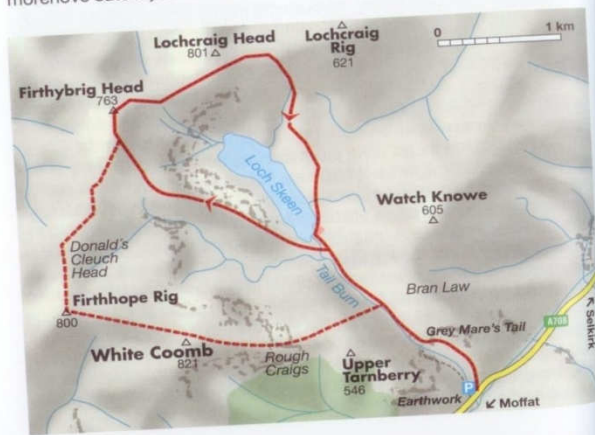 Lochcraig Head
801
Lochcraig
Rig
621
0
1 km
Firthybrig Head
763
Loch Skeen
Watch Knowe
605
Donald's
Cleuch
Head
Tail Burn
Bran Law
Firthhope Rig
800
A708
Selkirk
Grey Mare's Tail
White Coomb
821
Rough
Craigs
Upper
Tarnberry
546
Earthwork
P
Moffat